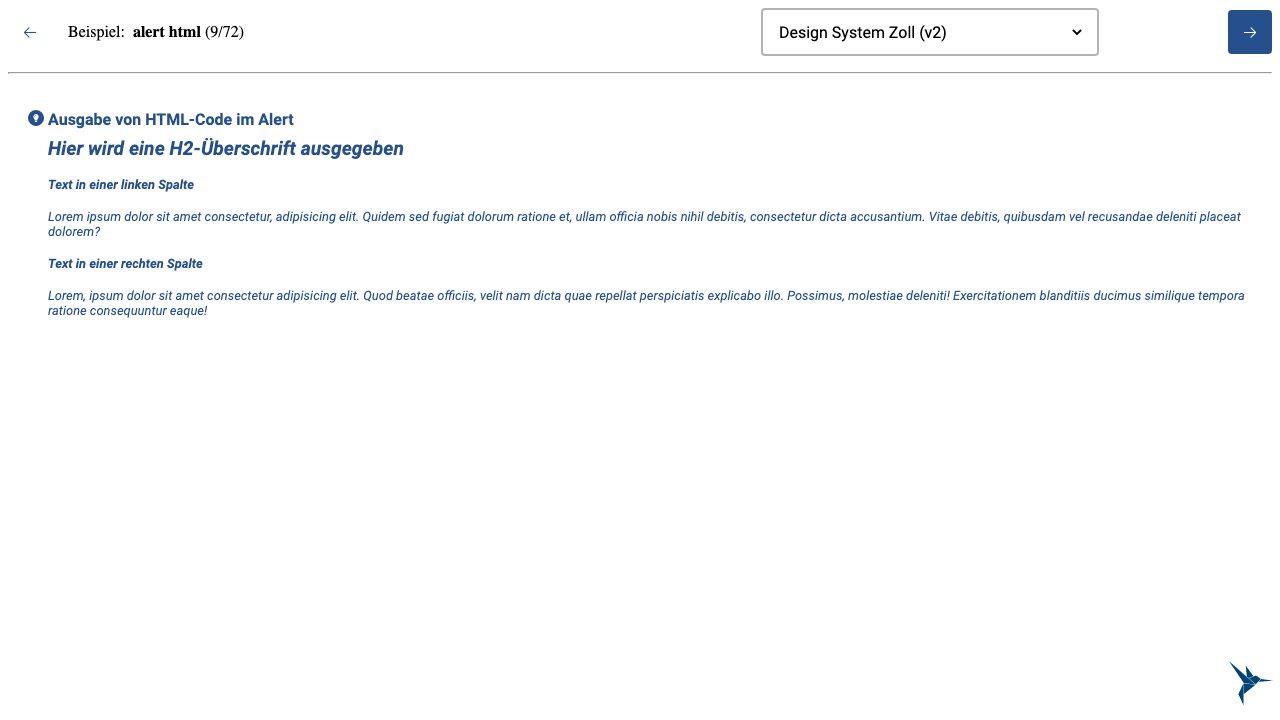 Beispiel: alert html (9/72)
Design System Zoll (v2)
Ausgabe von HTML-Code im Alert
Hier wird eine H2-Überschrift ausgegeben
Text in einer linken Spalte
Lorem ipsum dolor sit amet consectetur, adipisicing elit. Quidem sed fugiat dolorum ratione et, ullam officia nobis nihil debitis, consectetur dicta accusantium. Vitae debitis, quibusdam vel recusandae deleniti placeat
dolorem?
Text in einer rechten Spalte
Lorem, ipsum dolor sit amet consectetur adipisicing elit. Quod beatae officiis, velit nam dicta quae repellat perspiciatis explicabo illo. Possimus, molestiae deleniti! Exercitationem blanditiis ducimus similique tempora
ratione consequuntur eaque!